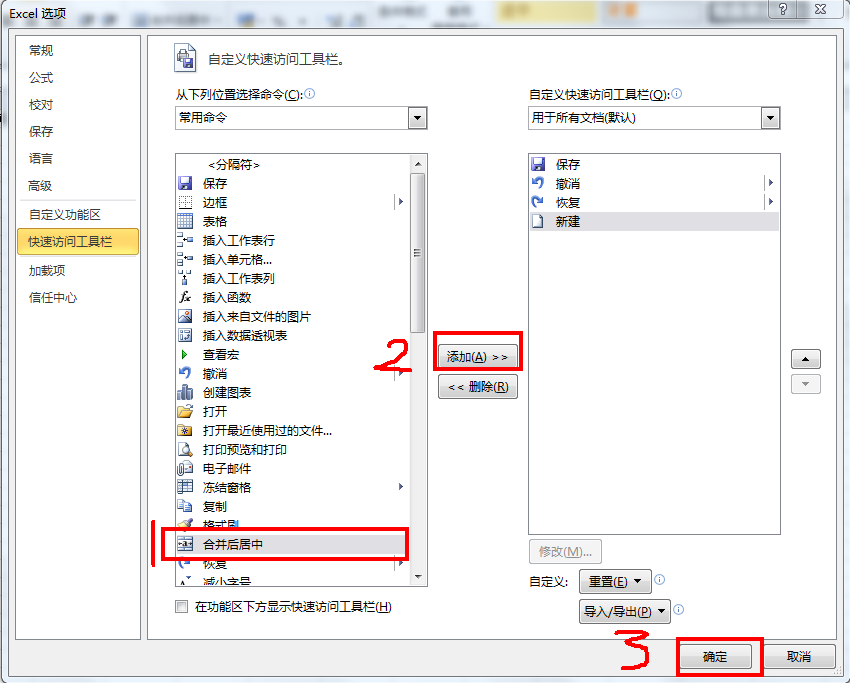 Excel 选项
常规
公式
校对
保存
语言
高级
自定义功能区
快速访问工具栏
加载项
信任中心
自定义快速访问工具栏。
从下列位置选择命令(C):
常用命令
<分隔符>
保存
边框
表格
插入工作表行
插入单元格...
插入工作表列
插入函数
插入来自文件的图片
插入数据透视表
查看宏
撤消
创建图表
打开
打开最近使用过的文件...
打印预览和打印
电子邮件
冻结窗格
复制
格式刷
1
合并后居中
恢复
减小字号
在功能区下方显示快速访问工具栏(H)
2
添加(A) >>
<< 删除(R)
自定义快速访问工具栏(Q):
用于所有文档(默认)
保存
撤消
恢复
新建
修改(M)...
自定义:
重置(E)
导入/导出(P)
3
确定
取消